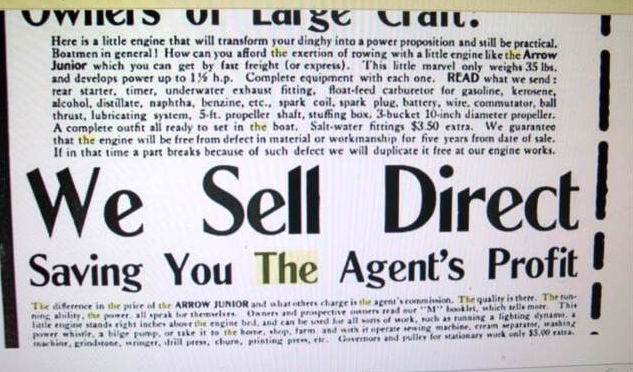 Owners of Large Craft:
Here is a little engine that will transform your dinghy into a power proposition and still be practical.
Boatmen in general! How can you afford the exertion of rowing with a little engine like the Arrow
Junior which you can get by fast freight (or express). This little marvel only weighs 35 lbs.
and develops power up to 1½ h.p. Complete equipment with each one. READ what we send:
rear starter, timer, underwater exhaust fitting, float-feed carburetor for gasoline, kerosene,
alcohol, distillate, naphtha, benzine, etc., spark coil, spark plug, battery, wire, commutator, ball
thrust, lubricating system, 5-ft. propeller shaft, stuffing box, 3-bucket 10-inch diameter propeller.
A complete outfit all ready to set in the boat. Salt-water fittings $3.50 extra. We guarantee
that the engine will be free from defect in material or workmanship for five years from date of sale.
If in that time a part breaks because of such defect we will duplicate it free at our engine works.
We Sell Direct
Saving You The Agent's Profit
The difference in the price of the ARROW JUNIOR and what others charge is the agent's commission. The quality is there. The run-
ning ability, the power, all speak for themselves. Owners and prospective owners read our "M" booklet, which tells more. This
little engine stands eight inches above the engine bed, and can be used for all sorts of work, such as running a lighting dynamo, a
power whistle, a bilge pump, or take it to the home, shop, farm and with it operate sewing machine, cream separator, washing
machine, grindstone, wringer, drill press, churn, printing press, etc. Governors and pulley for stationary work only $5.00 extra.